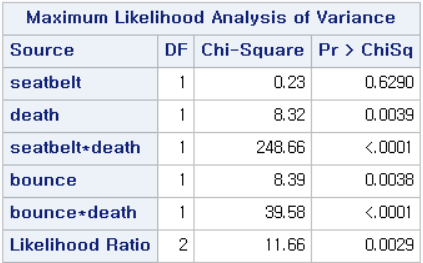 Maximum Likelihood Analysis of Variance
Source DF Chi-Square Pr > ChiSq
seatbelt 1 0.23 0.6290
death 1 8.32 0.0039
seatbelt*death 1 248.66 <.0001
bounce 1 8.39 0.0038
bounce*death 1 39.58 <.0001
Likelihood Ratio 2 11.66 0.0029